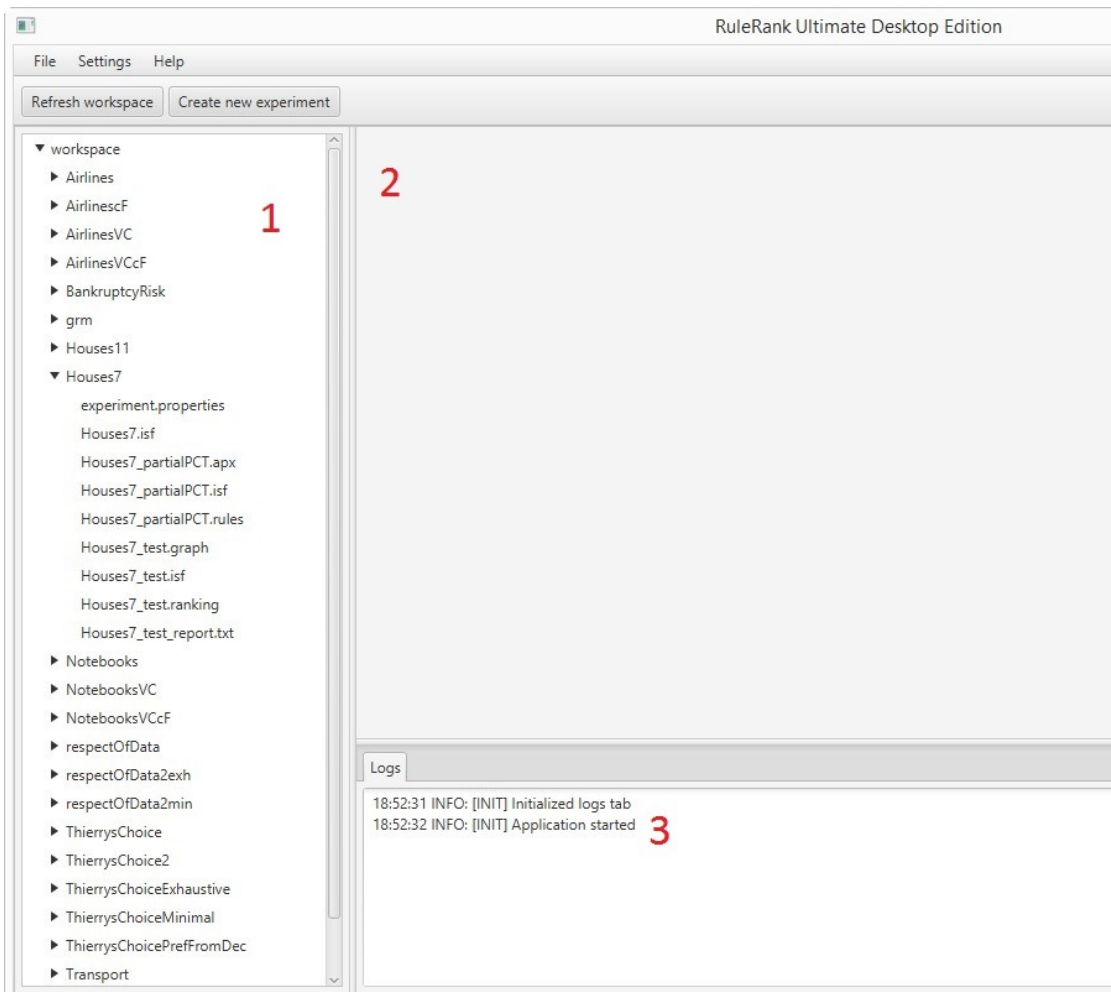 RuleRank Ultimate Desktop Edition
File Settings Help
Refresh workspace Create new experiment
workspace
Airlines
AirlinescF
AirlinesVC
AirlinesVCcF
BankruptcyRisk
grm
Houses11
Houses7
experiment.properties
Houses7.isf
Houses7_partialPCT.apx
Houses7_partialPCT.isf
Houses7_partialPCT.rules
Houses7_test.graph
Houses7_test.isf
Houses7_test.ranking
Houses7_test_report.txt
Notebooks
NotebooksVC
NotebooksVCcF
respectOfData
respectOfData2exh
respectOfData2min
ThierrysChoice
ThierrysChoice2
ThierrysChoiceExhaustive
ThierrysChoiceMinimal
ThierrysChoicePrefFromDec
Transport
1
2
Logs
18:52:31 INFO: [INIT] Initialized logs tab
18:52:32 INFO: [INIT] Application started
3